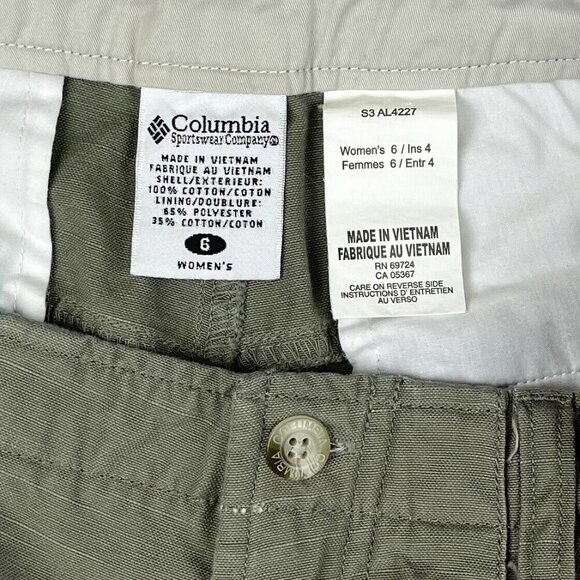 Columbia
Sportswear Company®
MADE IN VIETNAM
FABRIQUE AU VIETNAM
SHELL/EXTERIEUR:
100% COTTON/COTON
LINING/DOUBLURE:
65% POLYESTER
35% COTTON/COTON
6
WOMEN'S
S3 AL4227
Women's 6 / Ins 4
Femmes 6 / Entr 4
MADE IN VIETNAM
FABRIQUE AU VIETNAM
RN 69724
CA 05367
CARE ON REVERSE SIDE
INSTRUCTIONS D' ENTRETIEN
AU VERSO
COLUMBIA
COLUMBIA